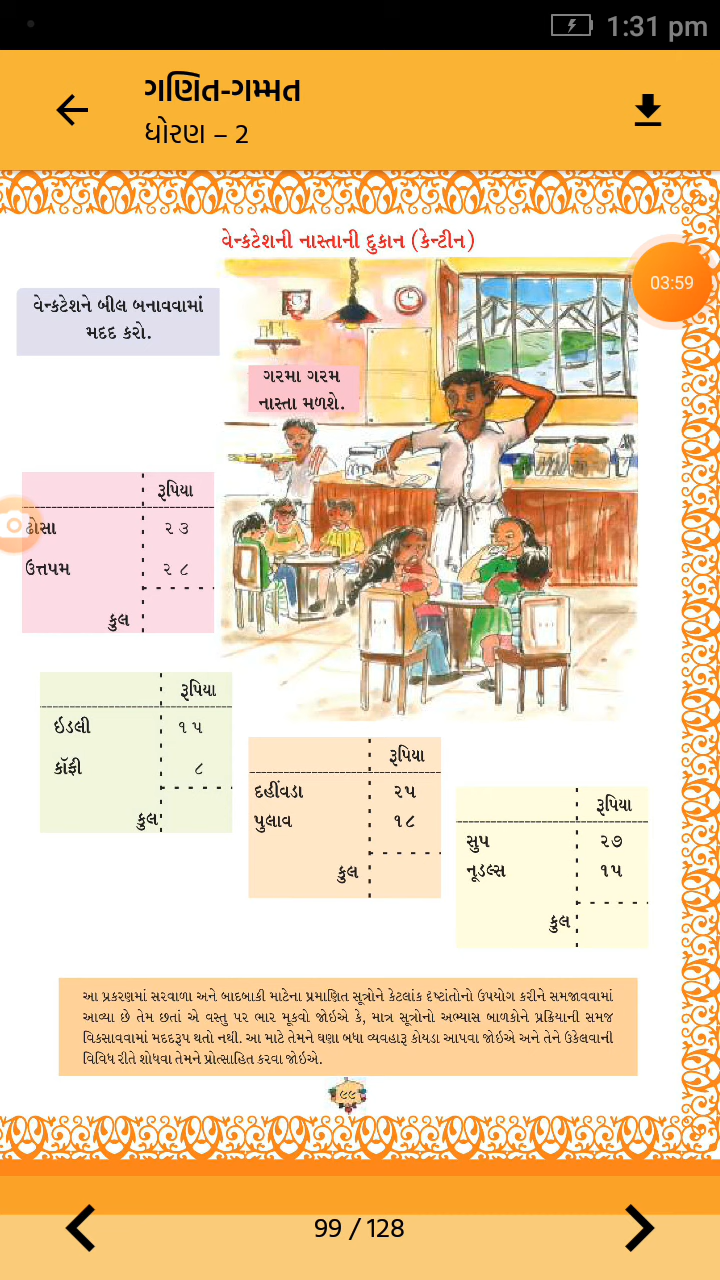 1:31 pm
ગણિત-ગમ્મત
ધોરણ – 2
વેન્કટેશની નાસ્તાની દુકાન (કેન્ટીન)
03:59
વેન્કટેશને બીલ બનાવવામાં
મદદ કરો.
ગરમા ગરમ
નાસ્તા મળશે.
રૂપિયા
ઢોસા ૨૩
ઉત્તપમ ૨૮
કુલ
રૂપિયા
ઇડલી ૧૫
કૉફી ૮
કુલ
રૂપિયા
દહીંવડા ૨૫
પુલાવ ૧૮
કુલ
રૂપિયા
સુપ ૨૭
નૂડલ્સ ૧૫
કુલ
આ પ્રકરણમાં સરવાળા અને બાદબાકી માટેના પ્રમાણિત સૂત્રોને કેટલાંક દૃષ્ટાંતોનો ઉપયોગ કરીને સમજાવવામાં
આવ્યા છે તેમ છતાં એ વસ્તુ પર ભાર મૂકવો જોઇએ કે, માત્ર સૂત્રોનો અભ્યાસ બાળકોને પ્રક્રિયાની સમજ
વિકસાવવામાં મદદરૂપ થતો નથી. આ માટે તેમને ઘણા બધા વ્યવહારૂ કોયડા આપવા જોઇએ અને તેને ઉકેલવાની
વિવિધ રીતે શોધવા તેમને પ્રોત્સાહિત કરવા જોઇએ.
૯૯
99 / 128